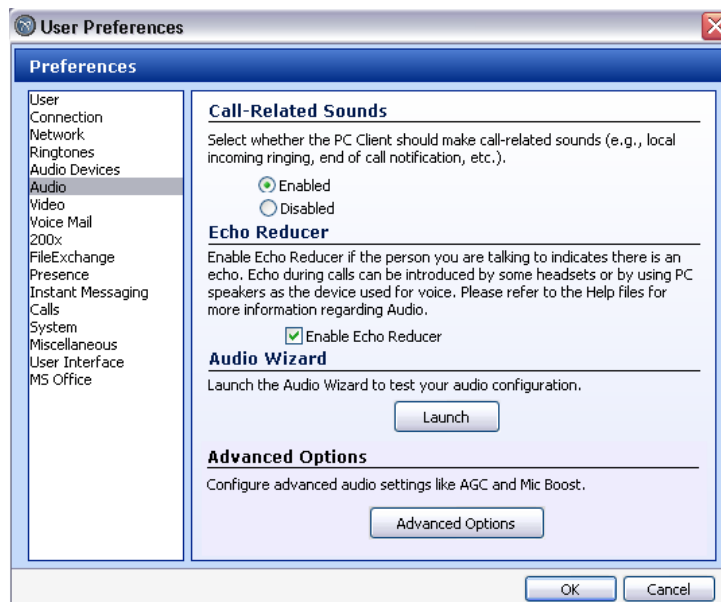 User Preferences
Preferences
User
Connection
Network
Ringtones
Audio Devices
Audio
Video
Voice Mail
200x
FileExchange
Presence
Instant Messaging
Calls
System
Miscellaneous
User Interface
MS Office
Call-Related Sounds
Select whether the PC Client should make call-related sounds (e.g., local
incoming ringing, end of call notification, etc.).
Enabled
Disabled
Echo Reducer
Enable Echo Reducer if the person you are talking to indicates there is an
echo. Echo during calls can be introduced by some headsets or by using PC
speakers as the device used for voice. Please refer to the Help files for
more information regarding Audio.
Enable Echo Reducer
Audio Wizard
Launch the Audio Wizard to test your audio configuration.
Launch
Advanced Options
Configure advanced audio settings like AGC and Mic Boost.
Advanced Options
OK
Cancel